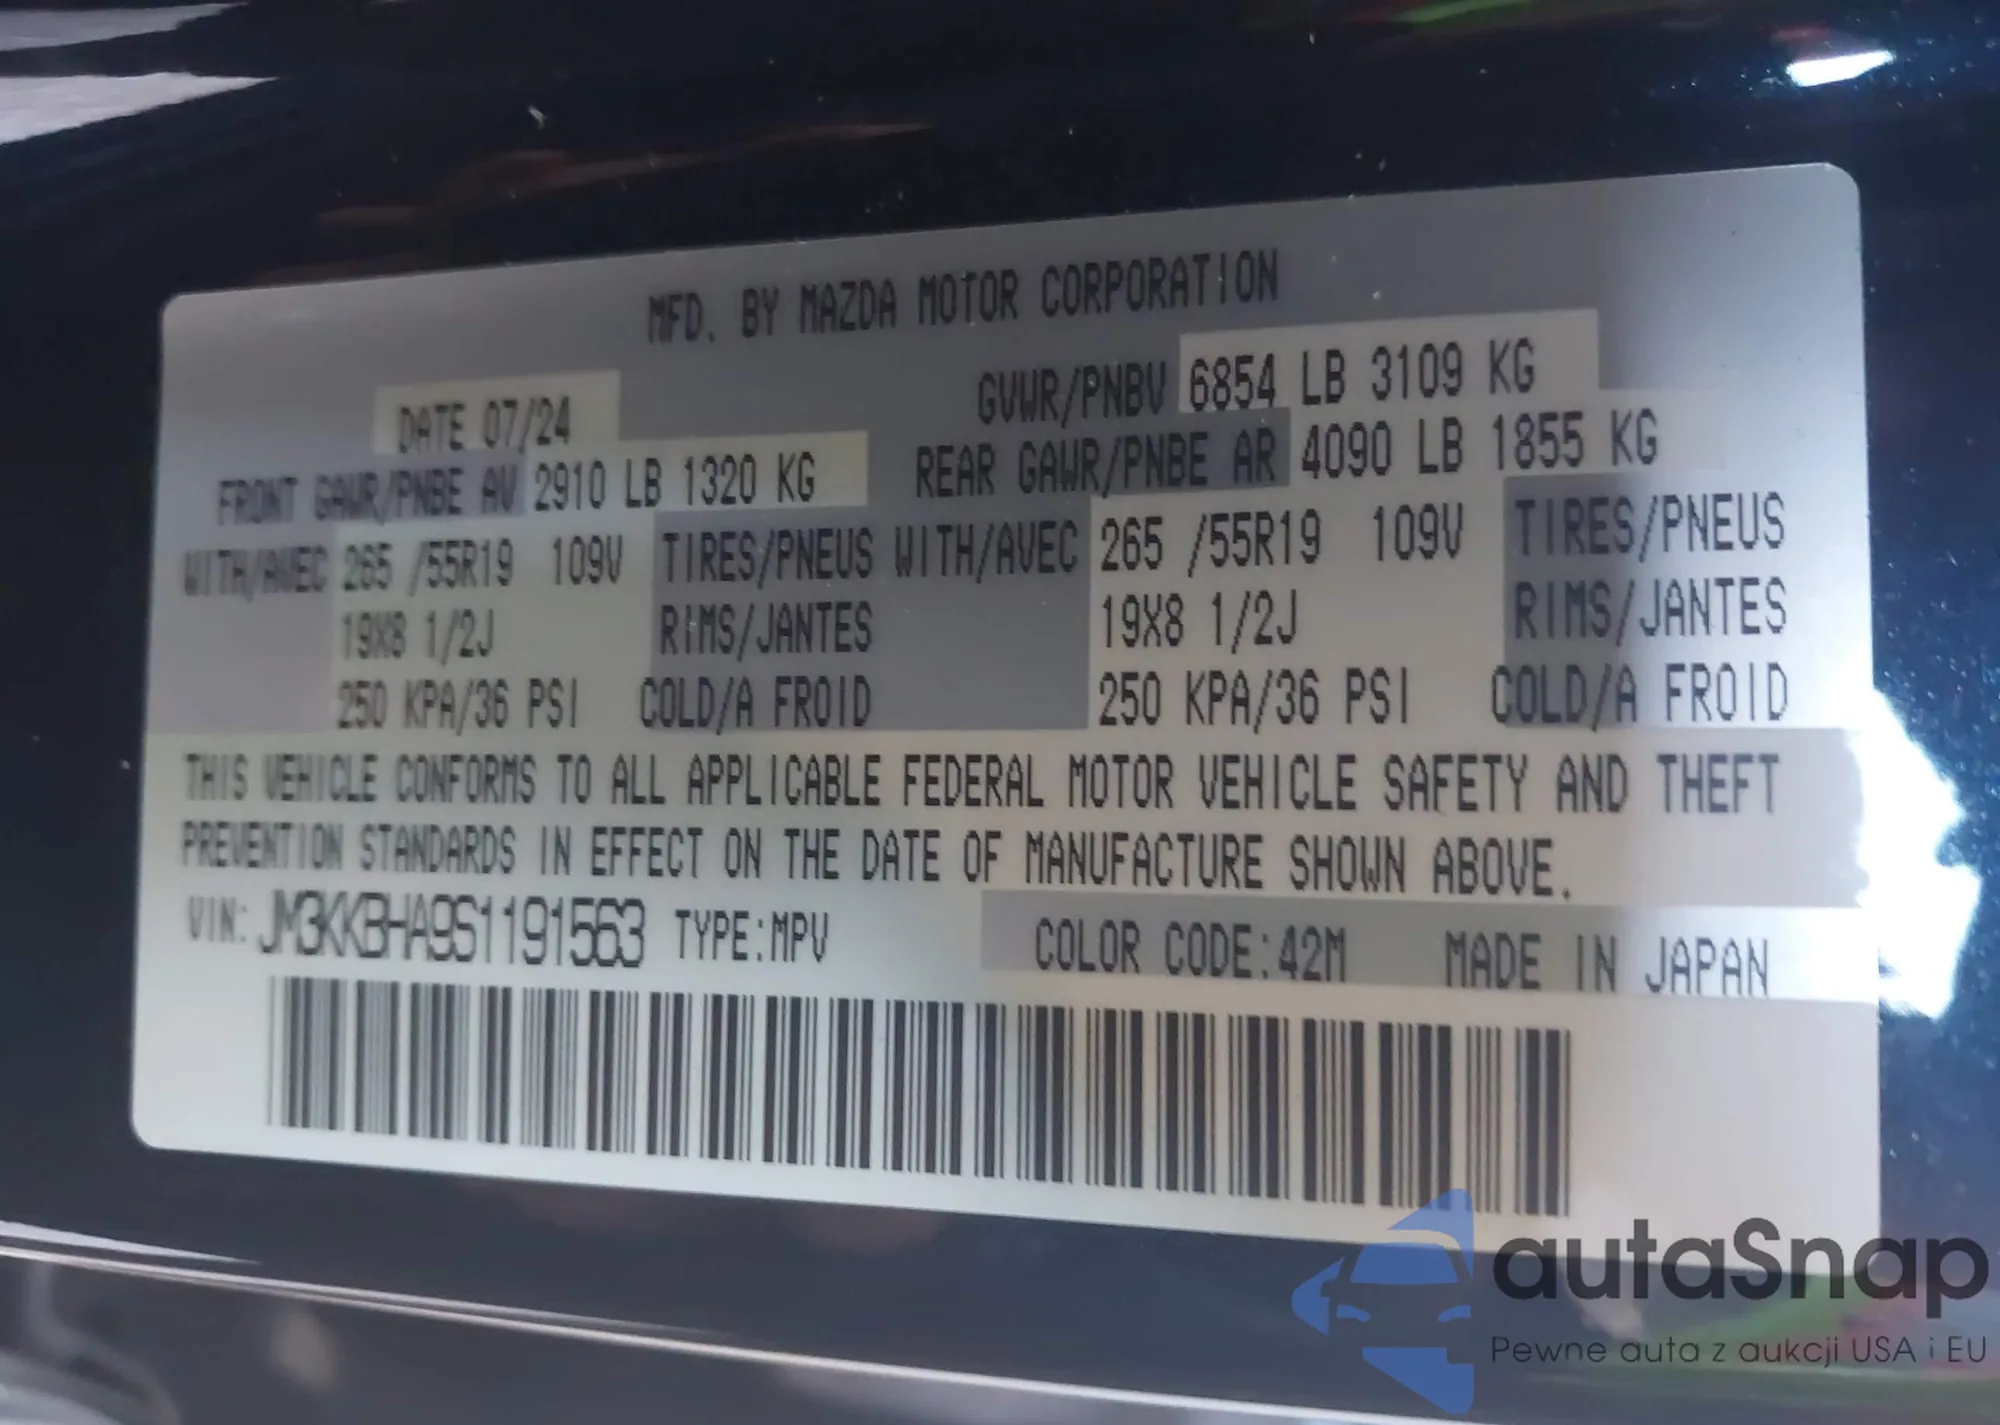 MFD. BY MAZDA MOTOR CORPORATION
DATE 07/24 GVWR/PNBV 6854 LB 3109 KG
FRONT GAWR/PNBE AV 2910 LB 1320 KG REAR GAWR/PNBE AR 4090 LB 1855 KG
WITH/AVEC 265 /55R19 109V TIRES/PNEUS WITH/AVEC 265 /55R19 109V TIRES/PNEUS
19X8 1/2J RIMS/JANTES 19X8 1/2J RIMS/JANTES
250 KPA/36 PSI COLD/A FROID 250 KPA/36 PSI COLD/A FROID
THIS VEHICLE CONFORMS TO ALL APPLICABLE FEDERAL MOTOR VEHICLE SAFETY AND THEFT
PREVENTION STANDARDS IN EFFECT ON THE DATE OF MANUFACTURE SHOWN ABOVE.
VIN: JM3KKBHA9S1191563 TYPE:MPV COLOR CODE:42M MADE IN JAPAN
autaSnap
Pewne auta z aukcji USA i EU